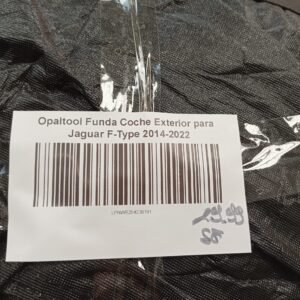 Opaltool Funda Coche Exterior para
Jaguar F-Type 2014-2022